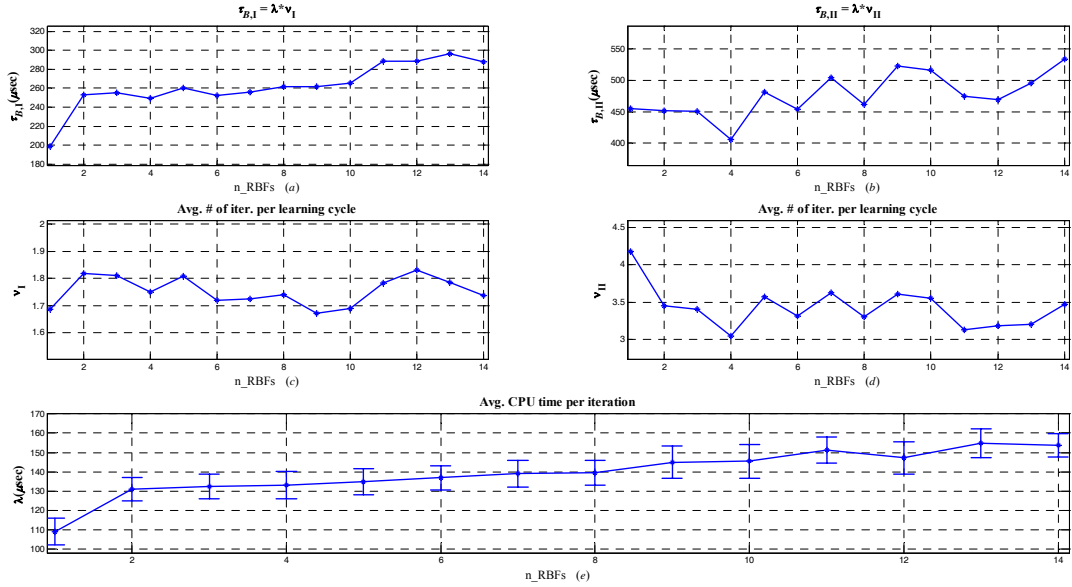 τB,I = λ*νI
τB,I(μsec)
320
300
280
260
240
220
200
180
2 4 6 8 10 12 14
n_RBFs (a)
τB,II = λ*νII
τB,II(μsec)
550
500
450
400
2 4 6 8 10 12 14
n_RBFs (b)
Avg. # of iter. per learning cycle
νI
2
1.9
1.8
1.7
1.6
2 4 6 8 10 12 14
n_RBFs (c)
Avg. # of iter. per learning cycle
νII
4.5
4
3.5
3
2 4 6 8 10 12 14
n_RBFs (d)
Avg. CPU time per iteration
λ(μsec)
170
160
150
140
130
120
110
100
2 4 6 8 10 12 14
n_RBFs (e)